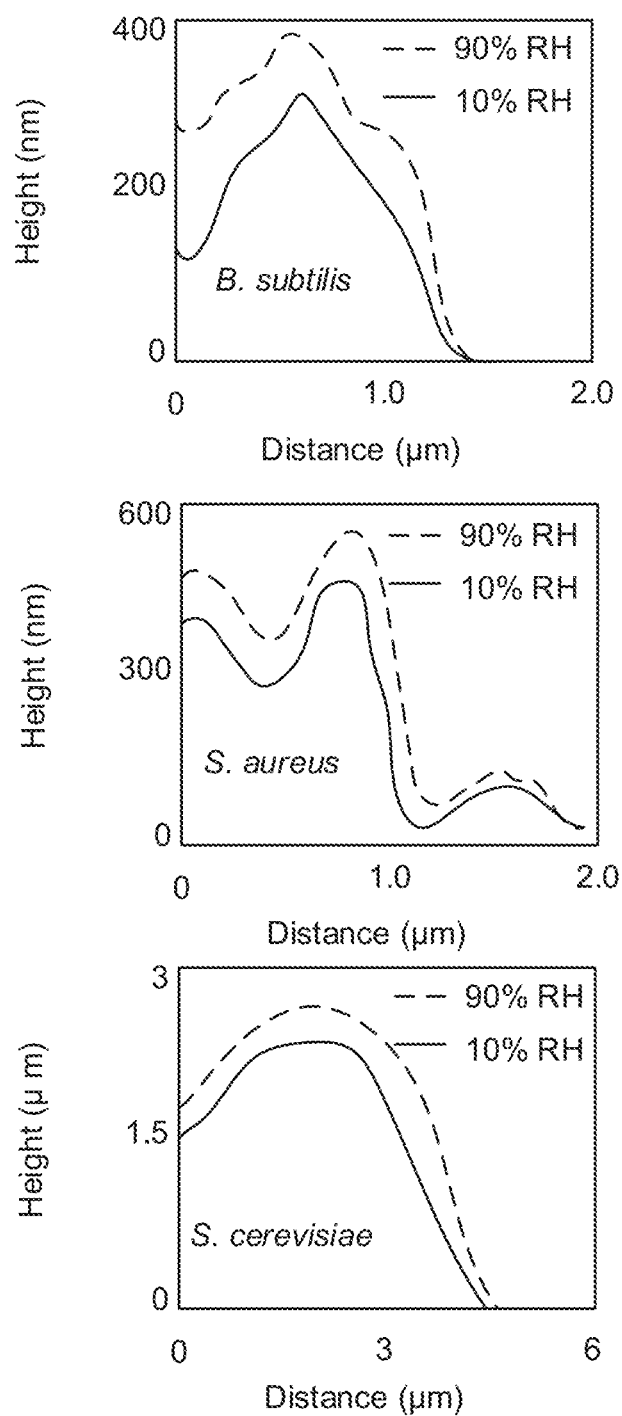 400
90% RH
10% RH
Height (nm)
200
B. subtilis
0
0 1.0 2.0
Distance (µm)
600
90% RH
10% RH
Height (nm)
300
S. aureus
0
0 1.0 2.0
Distance (µm)
3
90% RH
10% RH
Height (µ m)
1.5
S. cerevisiae
0
0 3 6
Distance (µm)